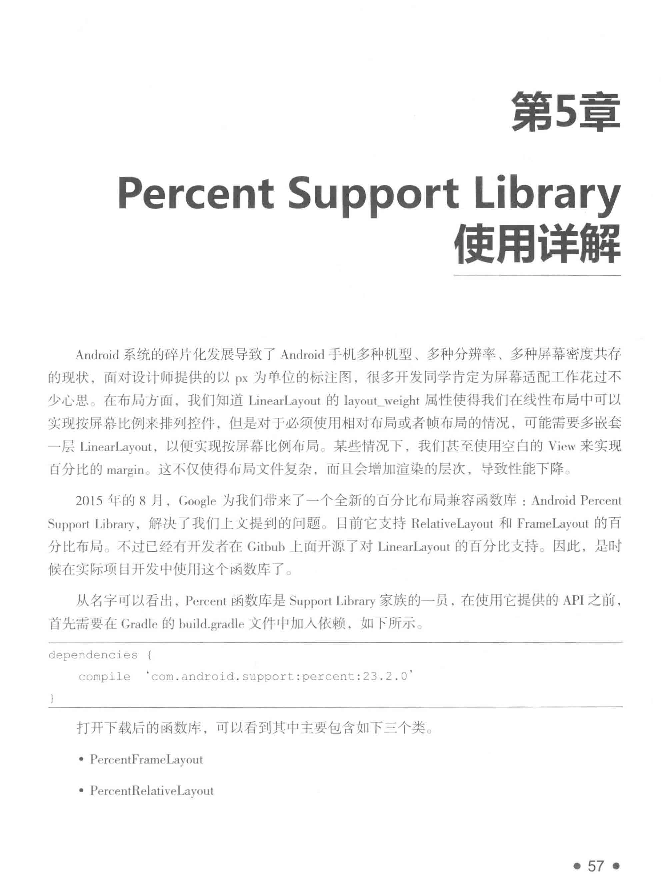 第5章
Percent Support Library
使用详解
Android 系统的碎片化发展导致了 Android 手机多种机型、多种分辨率、多种屏幕密度共存
的现状，面对设计师提供的以 px 为单位的标注图，很多开发同学肯定为屏幕适配工作花过不
少心思。在布局方面，我们知道 LinearLayout 的 layout_weight 属性使得我们在线性布局中可以
实现按屏幕比例来排列控件，但是对于必须使用相对布局或者帧布局的情况，可能需要多嵌套
一层 LinearLayout，以便实现按屏幕比例布局。某些情况下，我们甚至使用空白的 View 来实现
百分比的 margin。这不仅使得布局文件复杂，而且会增加渲染的层次，导致性能下降。
2015 年的 8 月，Google 为我们带来了一个全新的百分比布局兼容函数库：Android Percent
Support Library，解决了我们上文提到的问题。目前它支持 RelativeLayout 和 FrameLayout 的百
分比布局。不过已经有开发者在 Github 上面开源了对 LinearLayout 的百分比支持。因此，是时
候在实际项目开发中使用这个函数库了。
从名字可以看出，Percent 函数库是 Support Library 家族的一员，在使用它提供的 API 之前，
首先需要在 Gradle 的 build.gradle 文件中加入依赖，如下所示。
dependencies {
compile 'com.android.support:percent:23.2.0'
}
打开下载后的函数库，可以看到其中主要包含如下三个类。
• PercentFrameLayout
• PercentRelativeLayout
• 57 •